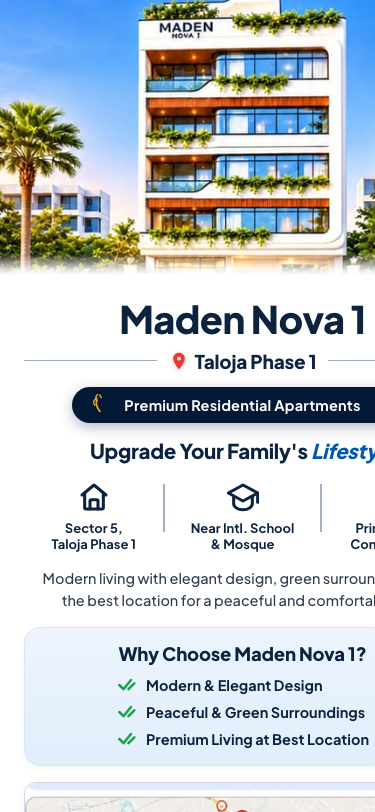 MADEN
NOVA 1
Maden Nova 1
Taloja Phase 1
Premium Residential Apartments
Upgrade Your Family's Lifesty
Sector 5,
Taloja Phase 1
Near Intl. School
& Mosque
Pri
Con
Modern living with elegant design, green surroun
the best location for a peaceful and comfortal
Why Choose Maden Nova 1?
Modern & Elegant Design
Peaceful & Green Surroundings
Premium Living at Best Location